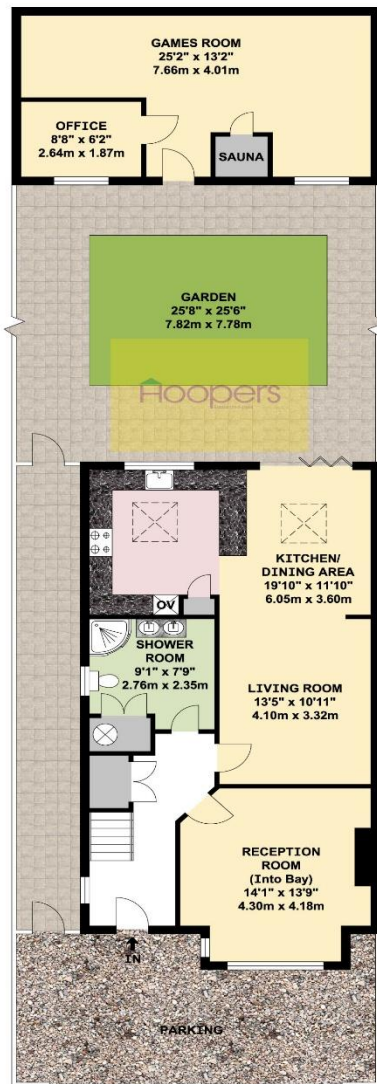 GAMES ROOM
25'2" x 13'2"
7.66m x 4.01m
OFFICE
8'8" x 6'2"
2.64m x 1.87m
SAUNA
GARDEN
25'8" x 25'6"
7.82m x 7.78m
Hoopers
KITCHEN/
DINING AREA
19'10" x 11'10"
6.05m x 3.60m
OV
SHOWER
ROOM
9'1" x 7'9"
2.76m x 2.35m
LIVING ROOM
13'5" x 10'11"
4.10m x 3.32m
RECEPTION
ROOM
(Into Bay)
14'1" x 13'9"
4.30m x 4.18m
IN
PARKING